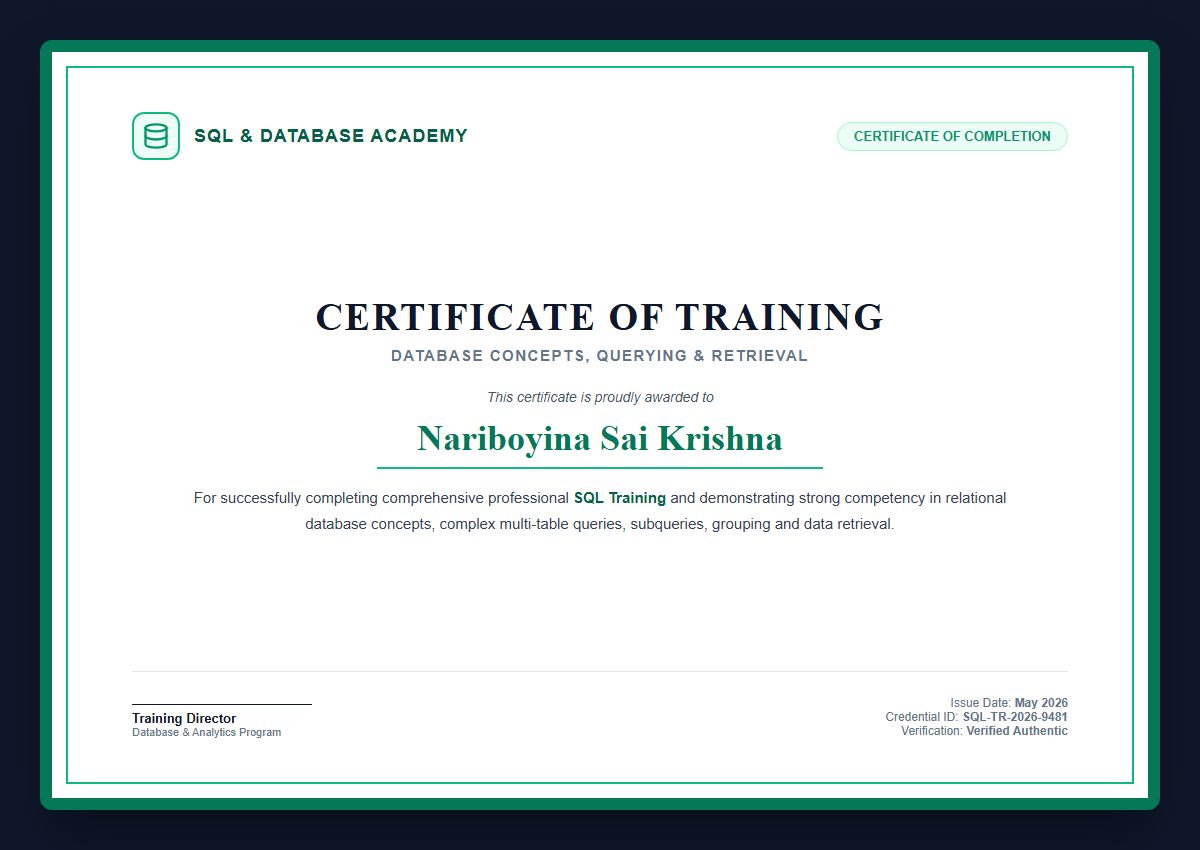 SQL & DATABASE ACADEMY
CERTIFICATE OF COMPLETION
CERTIFICATE OF TRAINING
DATABASE CONCEPTS, QUERYING & RETRIEVAL
This certificate is proudly awarded to
Nariboyina Sai Krishna
For successfully completing comprehensive professional SQL Training and demonstrating strong competency in relational
database concepts, complex multi-table queries, subqueries, grouping and data retrieval.
Training Director
Database & Analytics Program
Issue Date: May 2026
Credential ID: SQL-TR-2026-9481
Verification: Verified Authentic